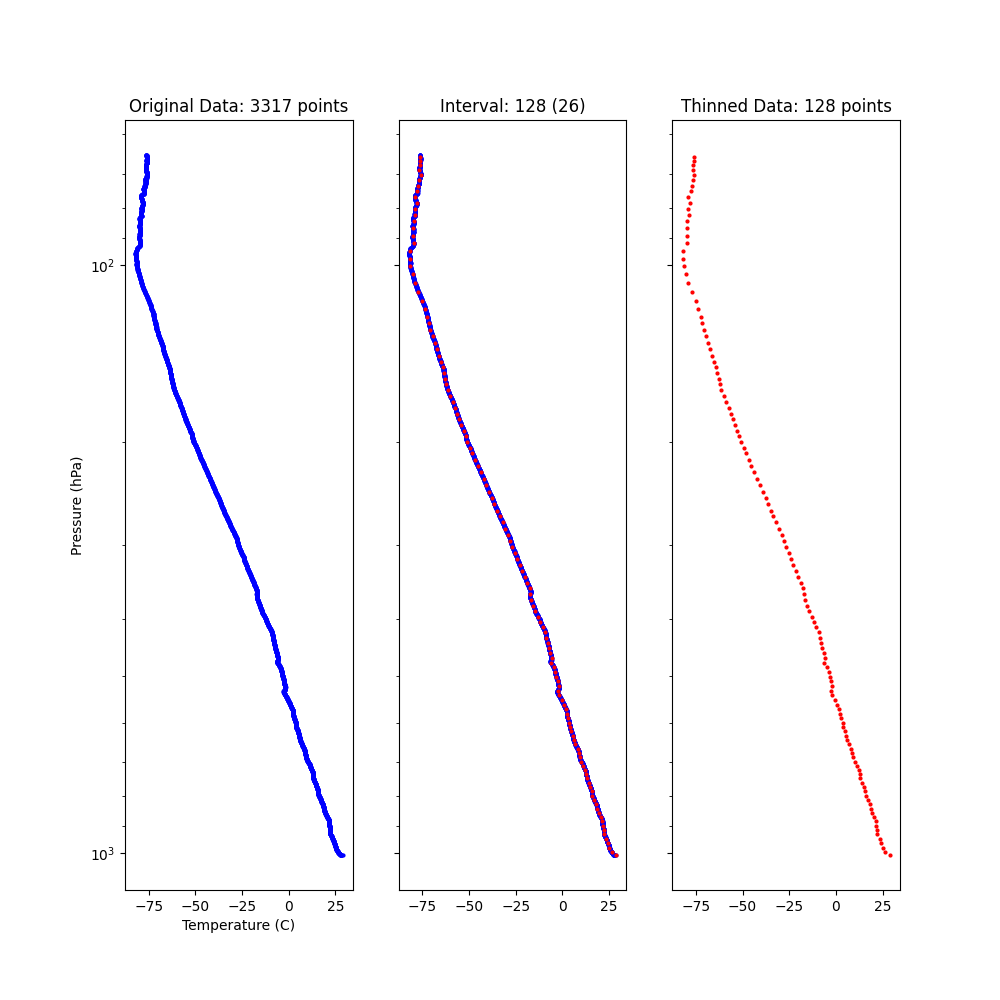 Original Data: 3317 points
Interval: 128 (26)
Thinned Data: 128 points
Pressure (hPa)
10²
10³
−75 −50 −25 0 25
−75 −50 −25 0 25
−75 −50 −25 0 25
Temperature (C)